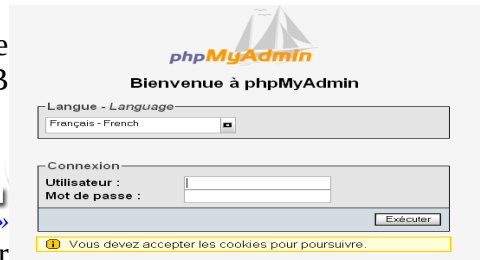 phpMyAdmin
Bienvenue à phpMyAdmin
Langue - Language
Français - French
Connexion
Utilisateur :
Mot de passe :
Exécuter
»
Vous devez accepter les cookies pour poursuivre.